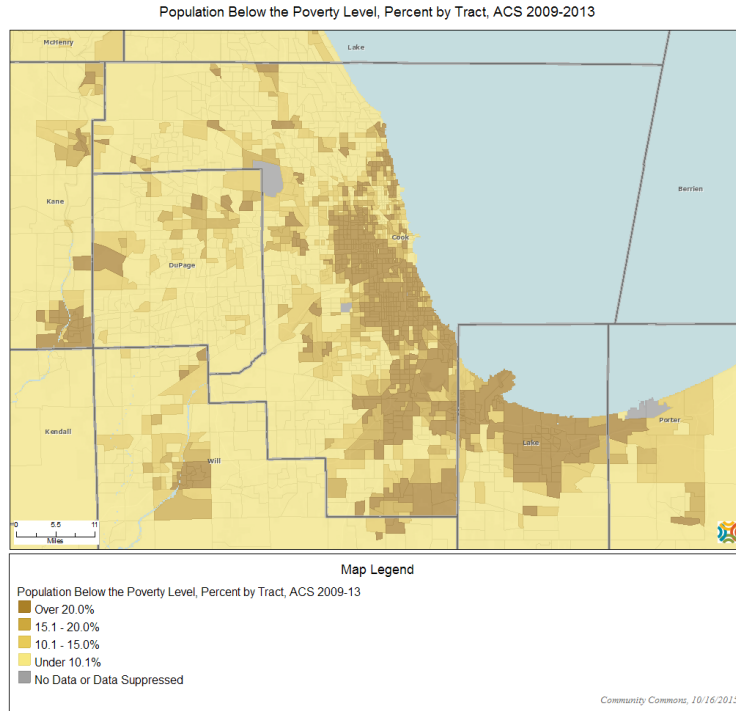 Population Below the Poverty Level, Percent by Tract, ACS 2009-2013
McHenry
Lake
Kane
Berrien
Cook
DuPage
Kendall
Lake
Porter
Will
0 5.5 11
Miles
Map Legend
Population Below the Poverty Level, Percent by Tract, ACS 2009-13
Over 20.0%
15.1 - 20.0%
10.1 - 15.0%
Under 10.1%
No Data or Data Suppressed
Community Commons, 10/16/2015